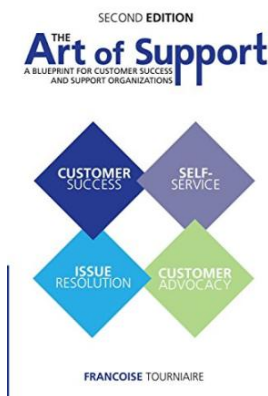 SECOND EDITION
THE
Art of Support
A BLUEPRINT FOR CUSTOMER SUCCESS
AND SUPPORT ORGANIZATIONS
CUSTOMER
SUCCESS
SELF-
SERVICE
ISSUE
RESOLUTION
CUSTOMER
ADVOCACY
FRANCOISE TOURNIAIRE